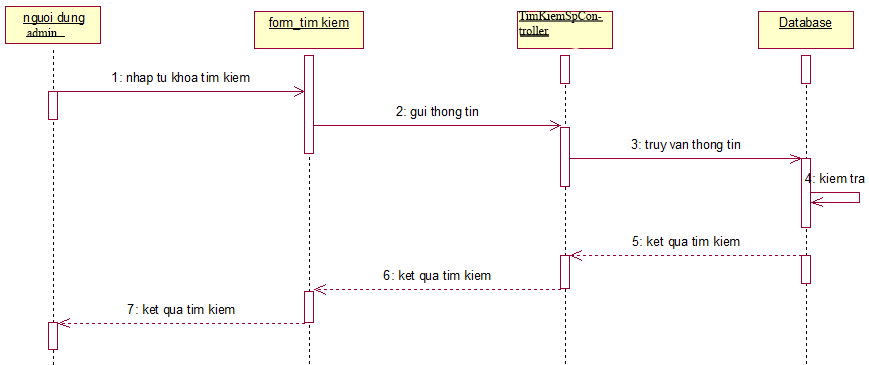 nguoi dung
admin
form_tim kiem
TimKiemSpCon-
troller
Database
1: nhap tu khoa tim kiem
2: gui thong tin
3: truy van thong tin
4: kiem tra
5: ket qua tim kiem
6: ket qua tim kiem
7: ket qua tim kiem